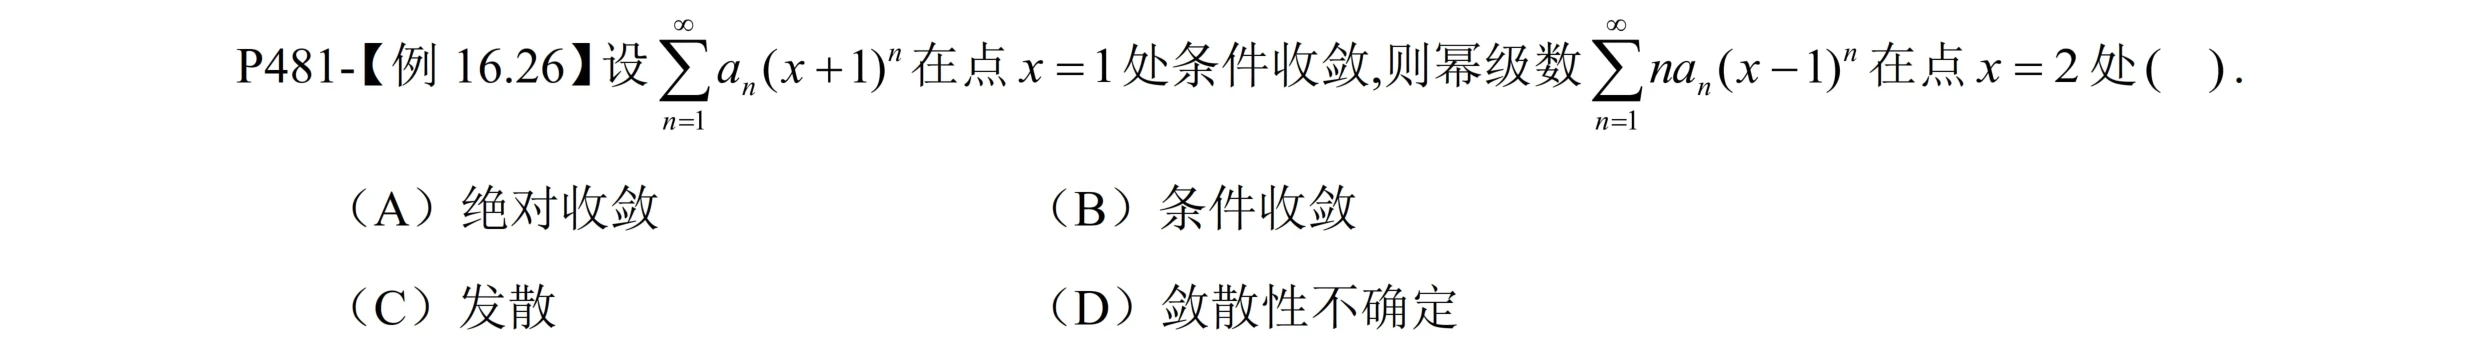 P481-【例 16.26】设 $\sum_{n=1}^{\infty} a_n(x+1)^n$ 在点 $x=1$ 处条件收敛,则幂级数 $\sum_{n=1}^{\infty} na_n(x-1)^n$ 在点 $x=2$ 处( ).
（A）绝对收敛 （B）条件收敛
（C）发散 （D）敛散性不确定